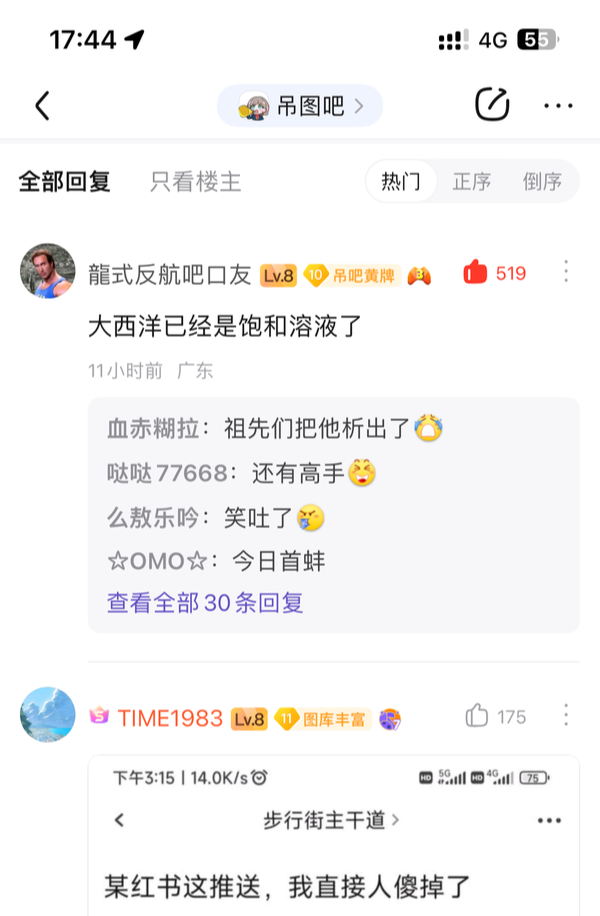 17:44
4G 55
吊图吧
全部回复 只看楼主 热门 正序 倒序
龍式反航吧口友 Lv.8 10 吊吧黄牌 3 519
大西洋已经是饱和溶液了
11小时前 广东
血赤糊拉：祖先们把他析出了
哒哒77668：还有高手
么敖乐吟：笑吐了
☆OMO☆：今日首蚌
查看全部30条回复
TIME1983 Lv.8 11 图库丰富 175
下午3:15 | 14.0K/s HD 5G HD 4G 75
步行街主干道
某红书这推送，我直接人傻掉了